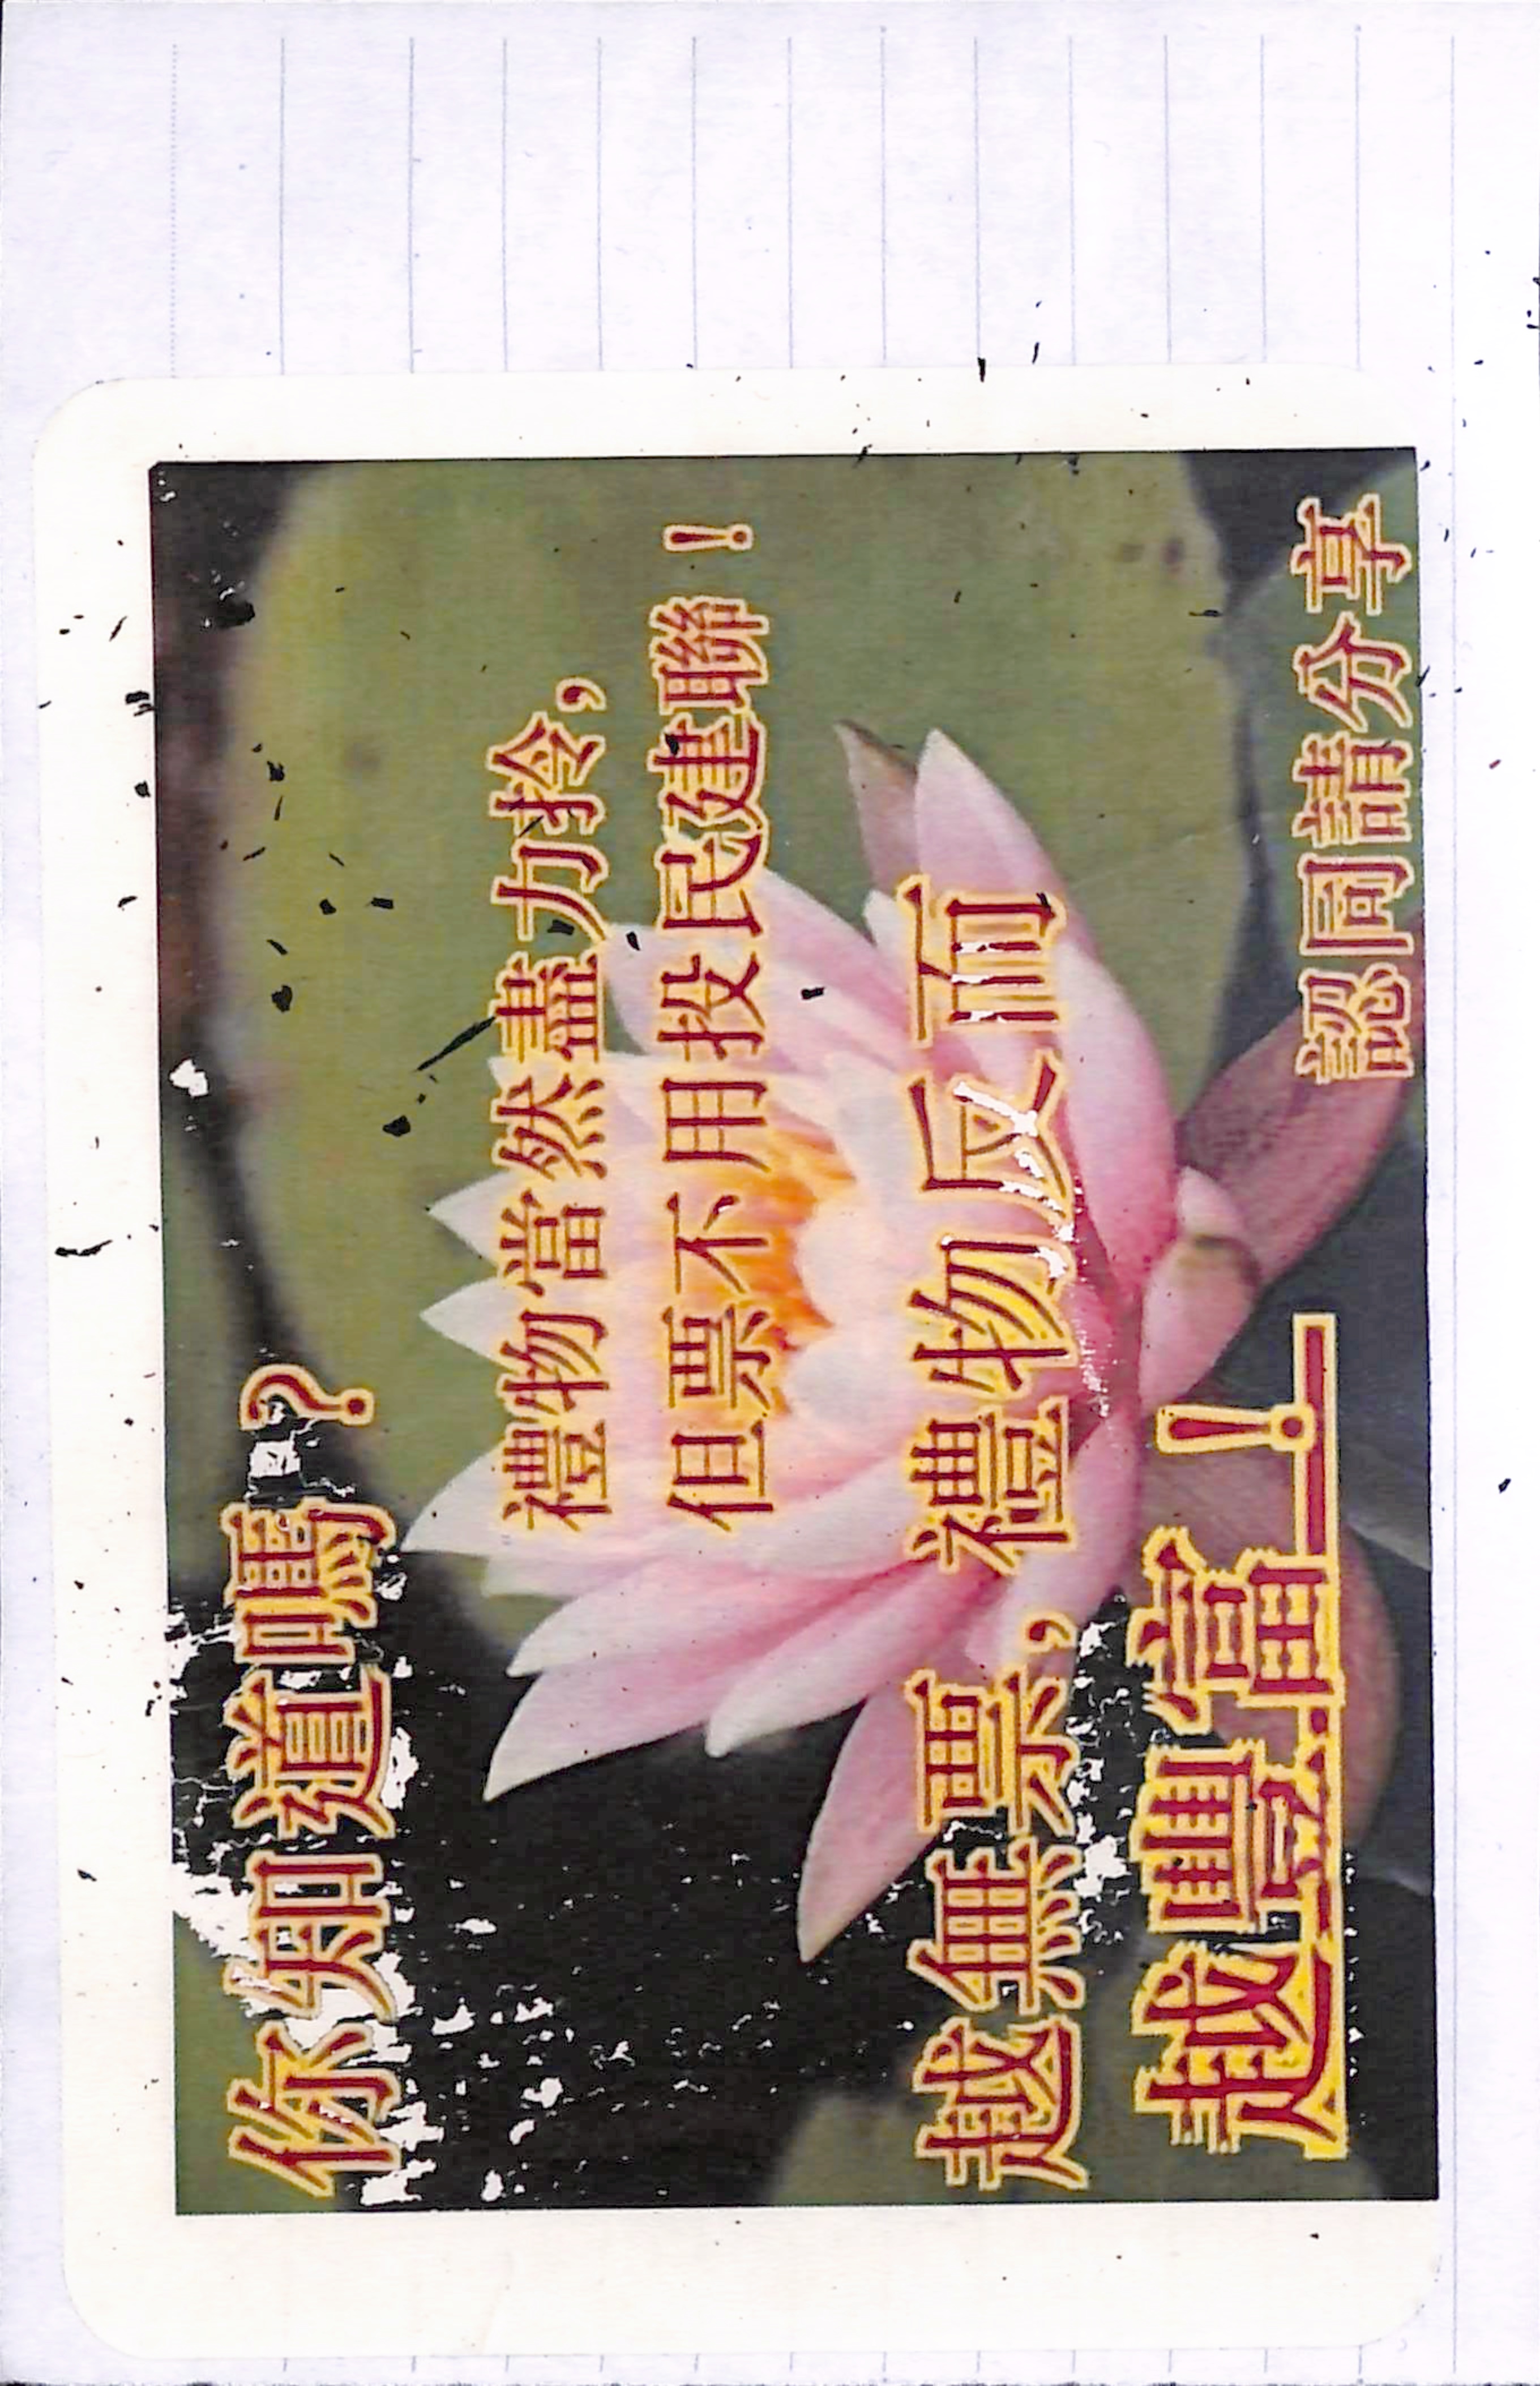 你知道嗎？
禮物當然盡力拎，
但票不用投民建聯！
越無票，禮物反而
越豐富！
認同請分享